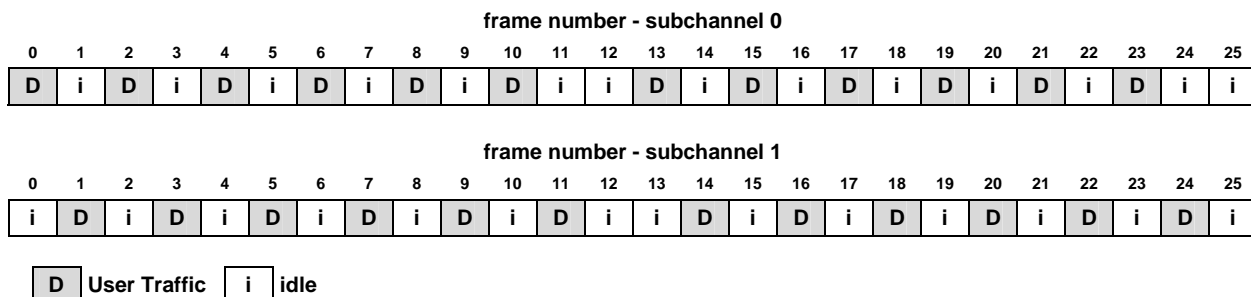 frame number - subchannel 0
0 1 2 3 4 5 6 7 8 9 10 11 12 13 14 15 16 17 18 19 20 21 22 23 24 25
D i D i D i D i D i D i i D i D i D i D i D i D i i
frame number - subchannel 1
0 1 2 3 4 5 6 7 8 9 10 11 12 13 14 15 16 17 18 19 20 21 22 23 24 25
i D i D i D i D i D i D i i D i D i D i D i D i D i
D User Traffic i idle